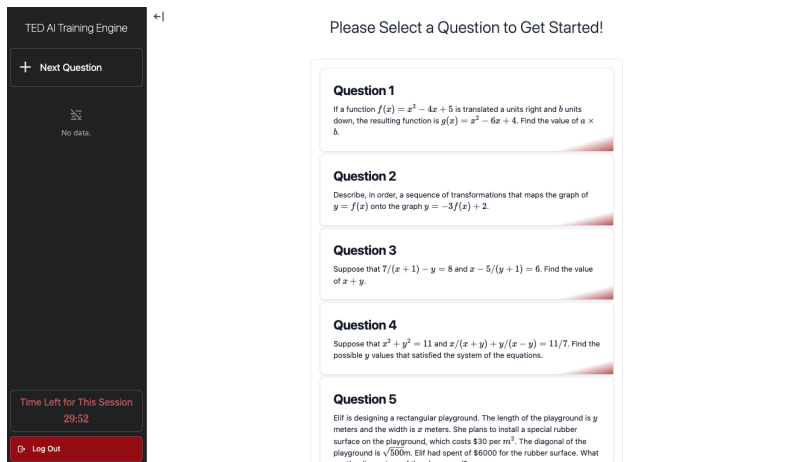 TED AI Training Engine
Next Question
No data.
Time Left for This Session
29:52
Log Out
Please Select a Question to Get Started!
Question 1
If a function f(x) = x² − 4x + 5 is translated a units right and b units
down, the resulting function is g(x) = x² − 6x + 4. Find the value of a ×
b.
Question 2
Describe, in order, a sequence of transformations that maps the graph of
y = f(x) onto the graph y = −3f(x) + 2.
Question 3
Suppose that 7/(x + 1) − y = 8 and x − 5/(y + 1) = 6. Find the value
of x + y.
Question 4
Suppose that x² + y² = 11 and x/(x + y) + y/(x − y) = 11/7. Find the
possible y values that satisfied the system of the equations.
Question 5
Elif is designing a rectangular playground. The length of the playground is y
meters and the width is x meters. She plans to install a special rubber
surface on the playground, which costs $30 per m². The diagonal of the
playground is √500m. Elif had spent of $6000 for the rubber surface. What